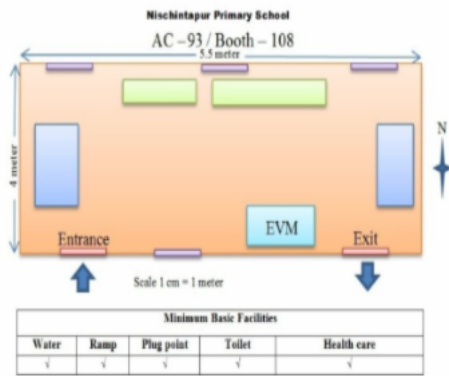 Nischintapur Primary School
AC – 93 / Booth – 108
5.5 meter
4 meter
N
EVM
Entrance
Exit
Scale 1 cm = 1 meter
Minimum Basic Facilities
Water Ramp Plug point Toilet Health care
√ √ √ √ √